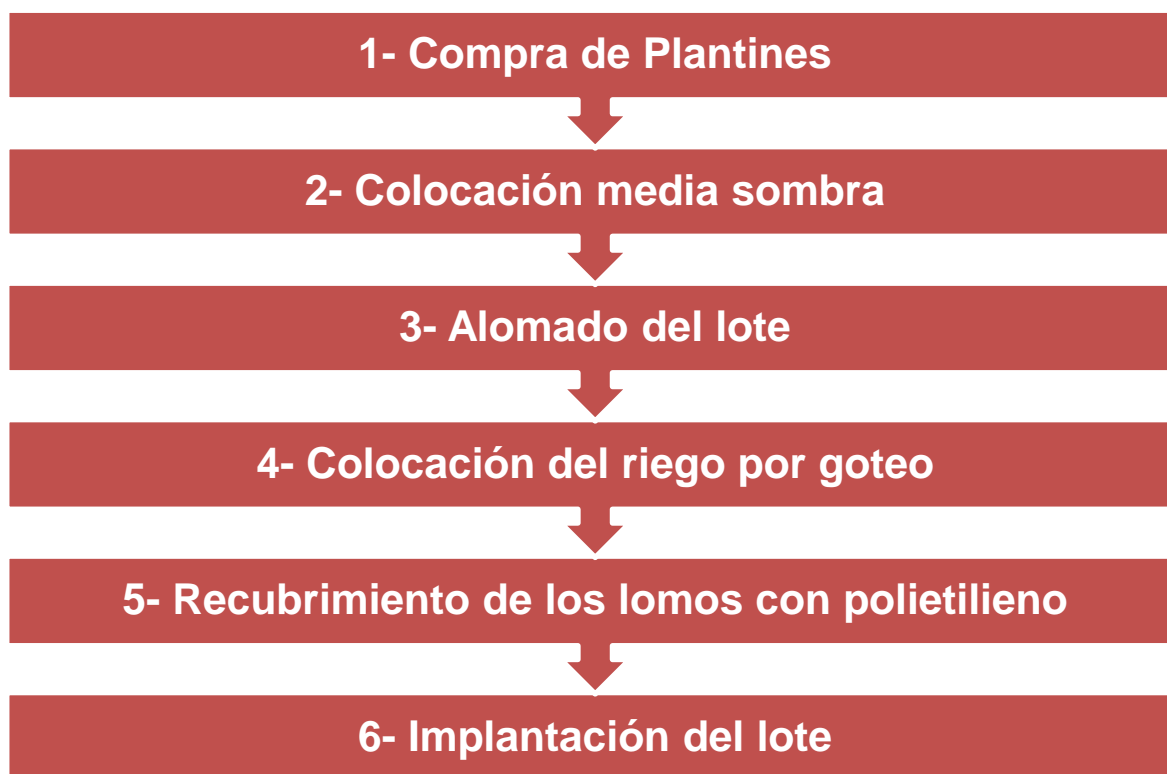 1- Compra de Plantines
2- Colocación media sombra
3- Alomado del lote
4- Colocación del riego por goteo
5- Recubrimiento de los lomos con polietilieno
6- Implantación del lote